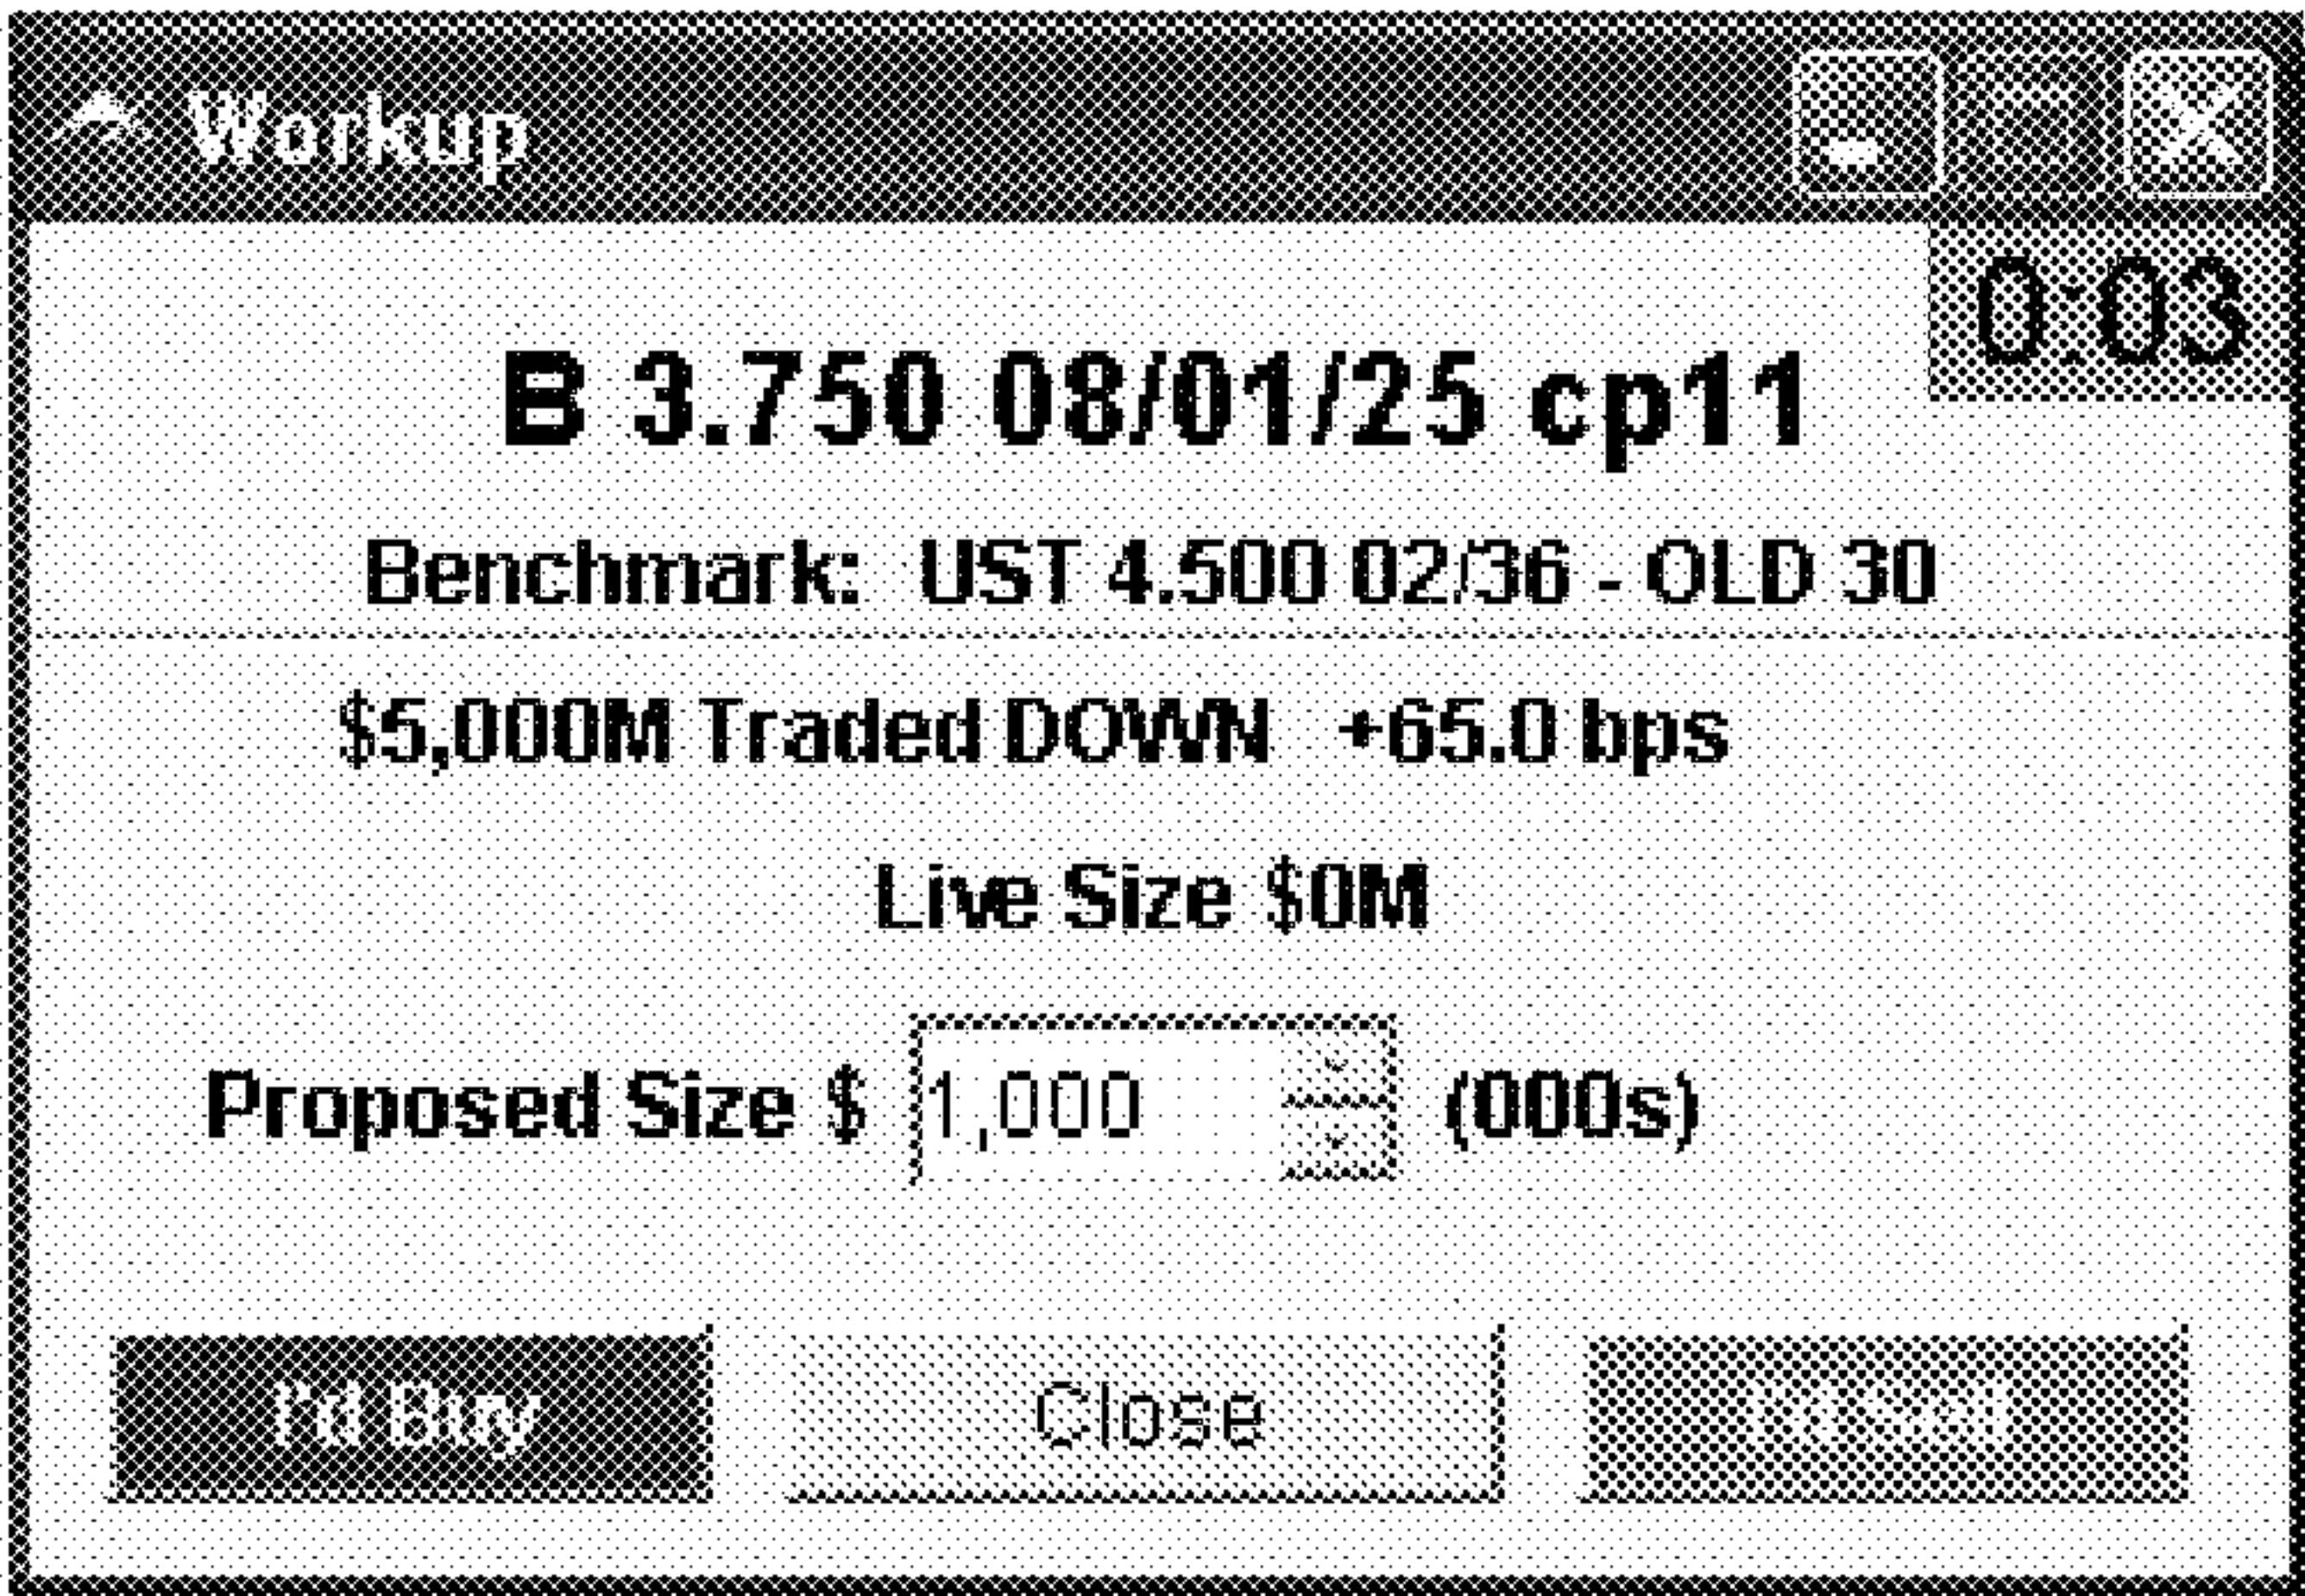 Workup
0:03
B 3.750 08/01/25 cp11
Benchmark: UST 4.500 02/36 - OLD 30
$5,000M Traded DOWN +65.0 bps
Live Size $0M
Proposed Size $ 1,000 (000s)
I'd Buy Close I'd Sell